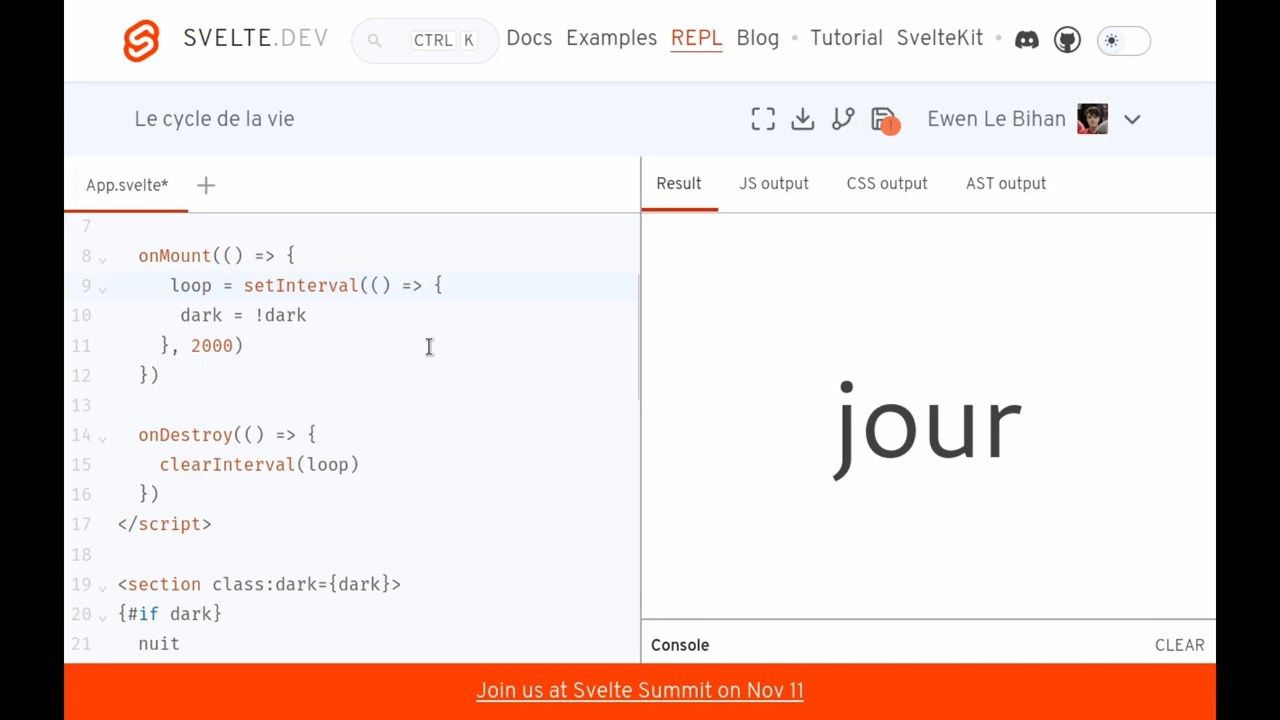 SVELTE.DEV CTRL K Docs Examples REPL Blog • Tutorial SvelteKit •
Le cycle de la vie 1 Ewen Le Bihan
App.svelte* +
Result JS output CSS output AST output
7
8 onMount(() => {
9 loop = setInterval(() => {
10 dark = !dark
11 }, 2000)
12 })
13
14 onDestroy(() => {
15 clearInterval(loop)
16 })
17 </script>
18
19 <section class:dark={dark}>
20 {#if dark}
21 nuit
jour
Console CLEAR
Join us at Svelte Summit on Nov 11